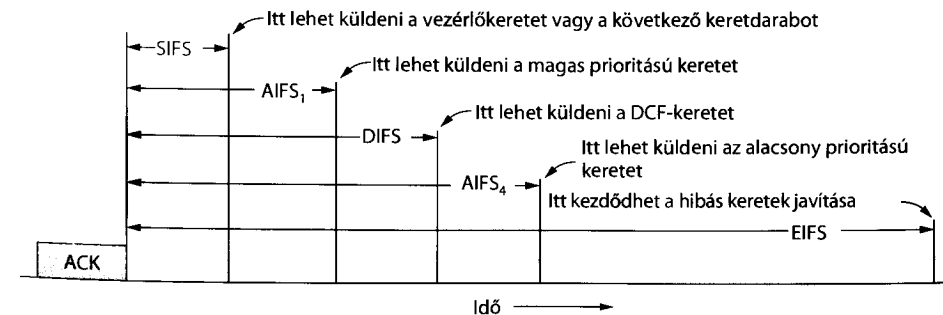 Itt lehet küldeni a vezérlőkeretet vagy a következő keretdarabot
SIFS
Itt lehet küldeni a magas prioritású keretet
AIFS₁
Itt lehet küldeni a DCF-keretet
DIFS
Itt lehet küldeni az alacsony prioritású
keretet
AIFS₄
Itt kezdődhet a hibás keretek javítása
EIFS
ACK
Idő